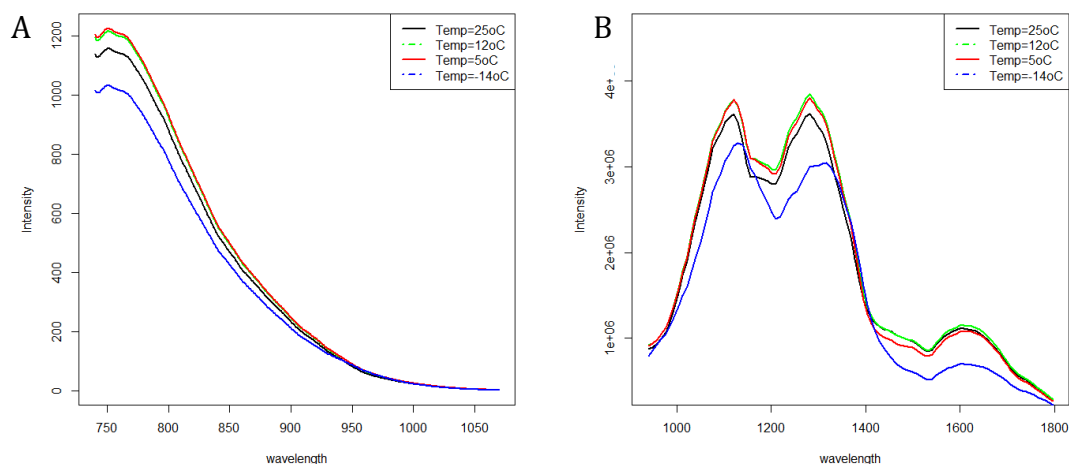 A
Temp=25oC
Temp=12oC
Temp=5oC
Temp=-14oC
Intensity
0 200 400 600 800 1000 1200
750 800 850 900 950 1000 1050
wavelength
B
Temp=25oC
Temp=12oC
Temp=5oC
Temp=-14oC
Intensity
1e+06 2e+06 3e+06
1000 1200 1400 1600 1800
wavelength